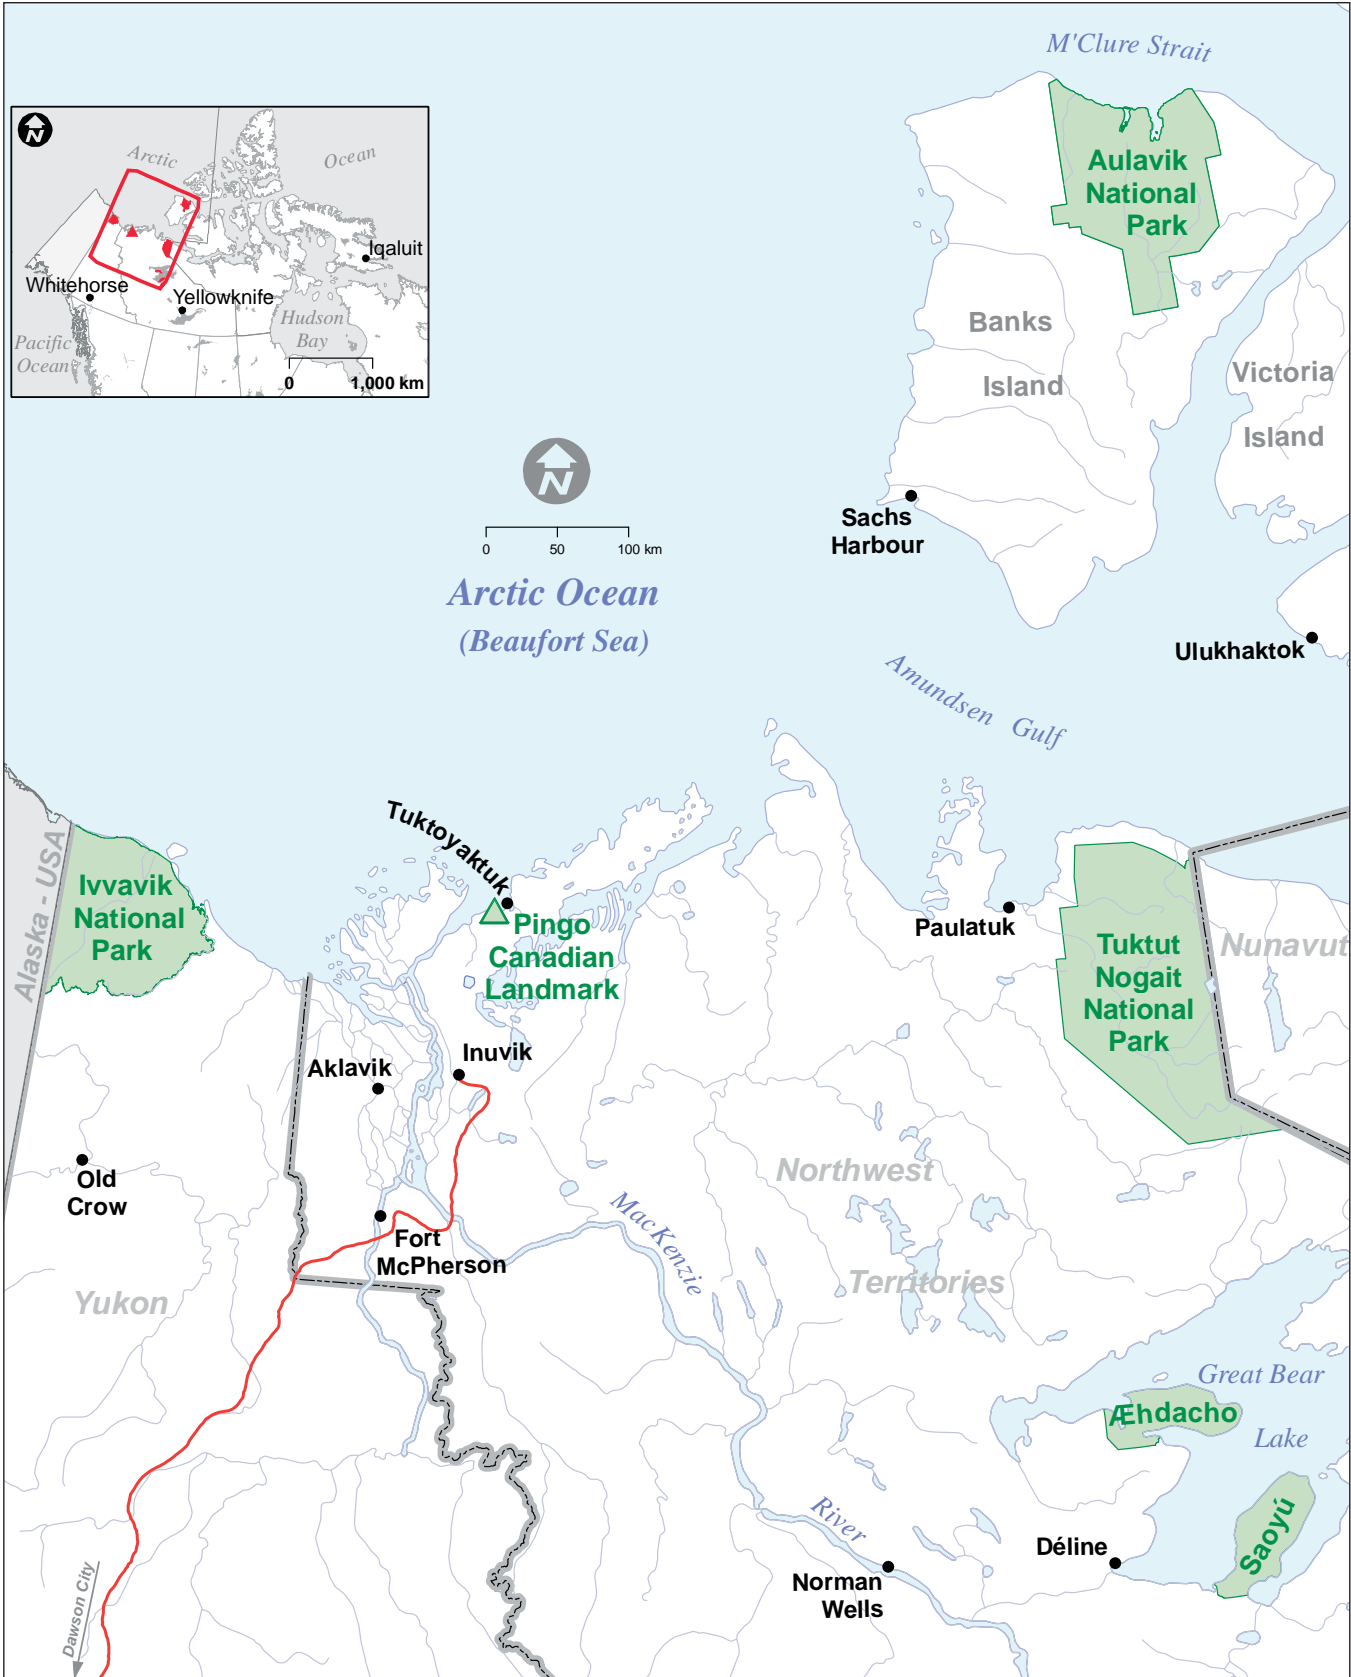 M'Clure Strait
N
Arctic
Ocean
Iqaluit
Whitehorse
Yellowknife
Hudson
Bay
Pacific
Ocean
0 1,000 km
Aulavik
National
Park
Banks
Island
Victoria
Island
N
0 50 100 km
Sachs
Harbour
Arctic Ocean
(Beaufort Sea)
Ulukhaktok
Amundsen Gulf
Tuktoyaktuk
Alaska - USA
Ivvavik
National
Park
Pingo
Canadian
Landmark
Paulatuk
Tuktut
Nogait
National
Park
Nunavut
Inuvik
Aklavik
Old
Crow
Northwest
Territories
MacKenzie
Fort
McPherson
Yukon
Great Bear
Lake
Æhdacho
Saoyú
River
Déline
Norman
Wells
Dawson City